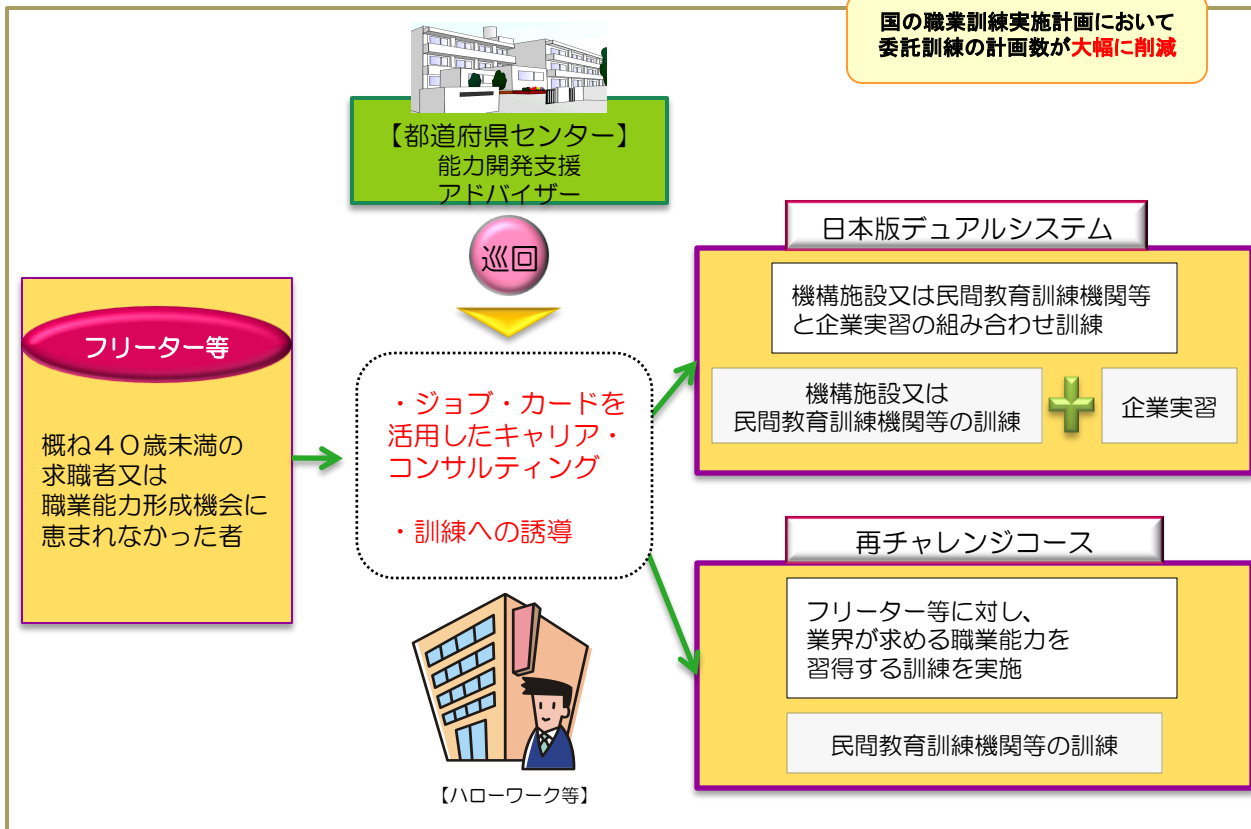 国の職業訓練実施計画において
委託訓練の計画数が大幅に削減
【都道府県センター】
能力開発支援
アドバイザー
巡回
フリーター等
概ね４０歳未満の
求職者又は
職業能力形成機会に
恵まれなかった者
・ジョブ・カードを
活用したキャリア・
コンサルティング
・訓練への誘導
【ハローワーク等】
日本版デュアルシステム
機構施設又は民間教育訓練機関等
と企業実習の組み合わせ訓練
機構施設又は
民間教育訓練機関等の訓練
企業実習
再チャレンジコース
フリーター等に対し、
業界が求める職業能力を
習得する訓練を実施
民間教育訓練機関等の訓練